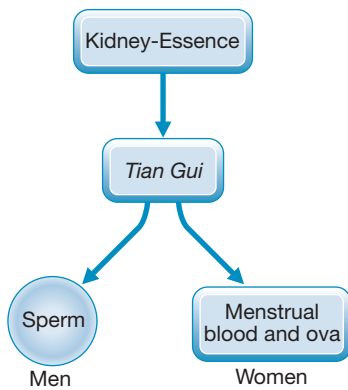 Kidney-Essence
Tian Gui
Sperm
Menstrual
blood and ova
Men
Women